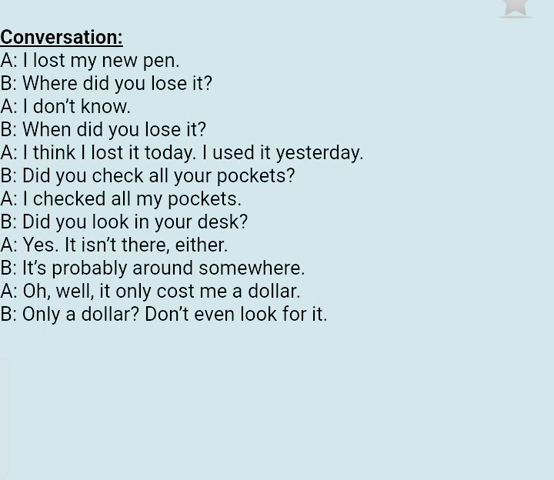 Conversation:
A: I lost my new pen.
B: Where did you lose it?
A: I don’t know.
B: When did you lose it?
A: I think I lost it today. I used it yesterday.
B: Did you check all your pockets?
A: I checked all my pockets.
B: Did you look in your desk?
A: Yes. It isn’t there, either.
B: It’s probably around somewhere.
A: Oh, well, it only cost me a dollar.
B: Only a dollar? Don’t even look for it.